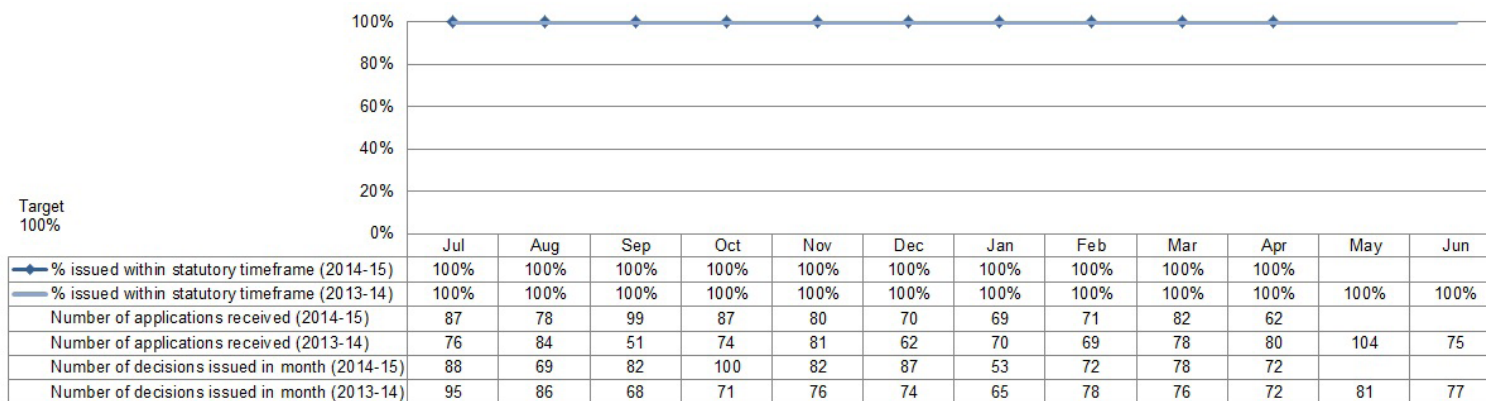 100%
80%
60%
40%
20%
0%
Target
100%
Jul Aug Sep Oct Nov Dec Jan Feb Mar Apr May Jun
% issued within statutory timeframe (2014-15) 100% 100% 100% 100% 100% 100% 100% 100% 100% 100%
% issued within statutory timeframe (2013-14) 100% 100% 100% 100% 100% 100% 100% 100% 100% 100% 100% 100%
Number of applications received (2014-15) 87 78 99 87 80 70 69 71 82 62
Number of applications received (2013-14) 76 84 51 74 81 62 70 69 78 80 104 75
Number of decisions issued in month (2014-15) 88 69 82 100 82 87 53 72 78 72
Number of decisions issued in month (2013-14) 95 86 68 71 76 74 65 78 76 72 81 77